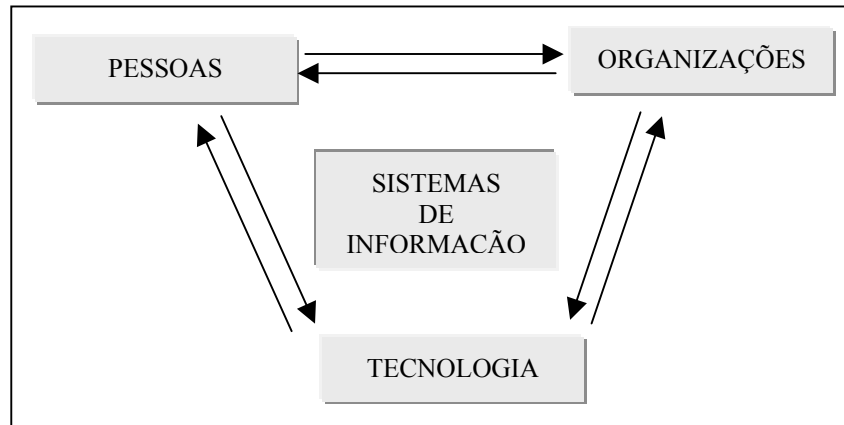 PESSOAS
ORGANIZAÇÕES
SISTEMAS
DE
INFORMACÃO
TECNOLOGIA